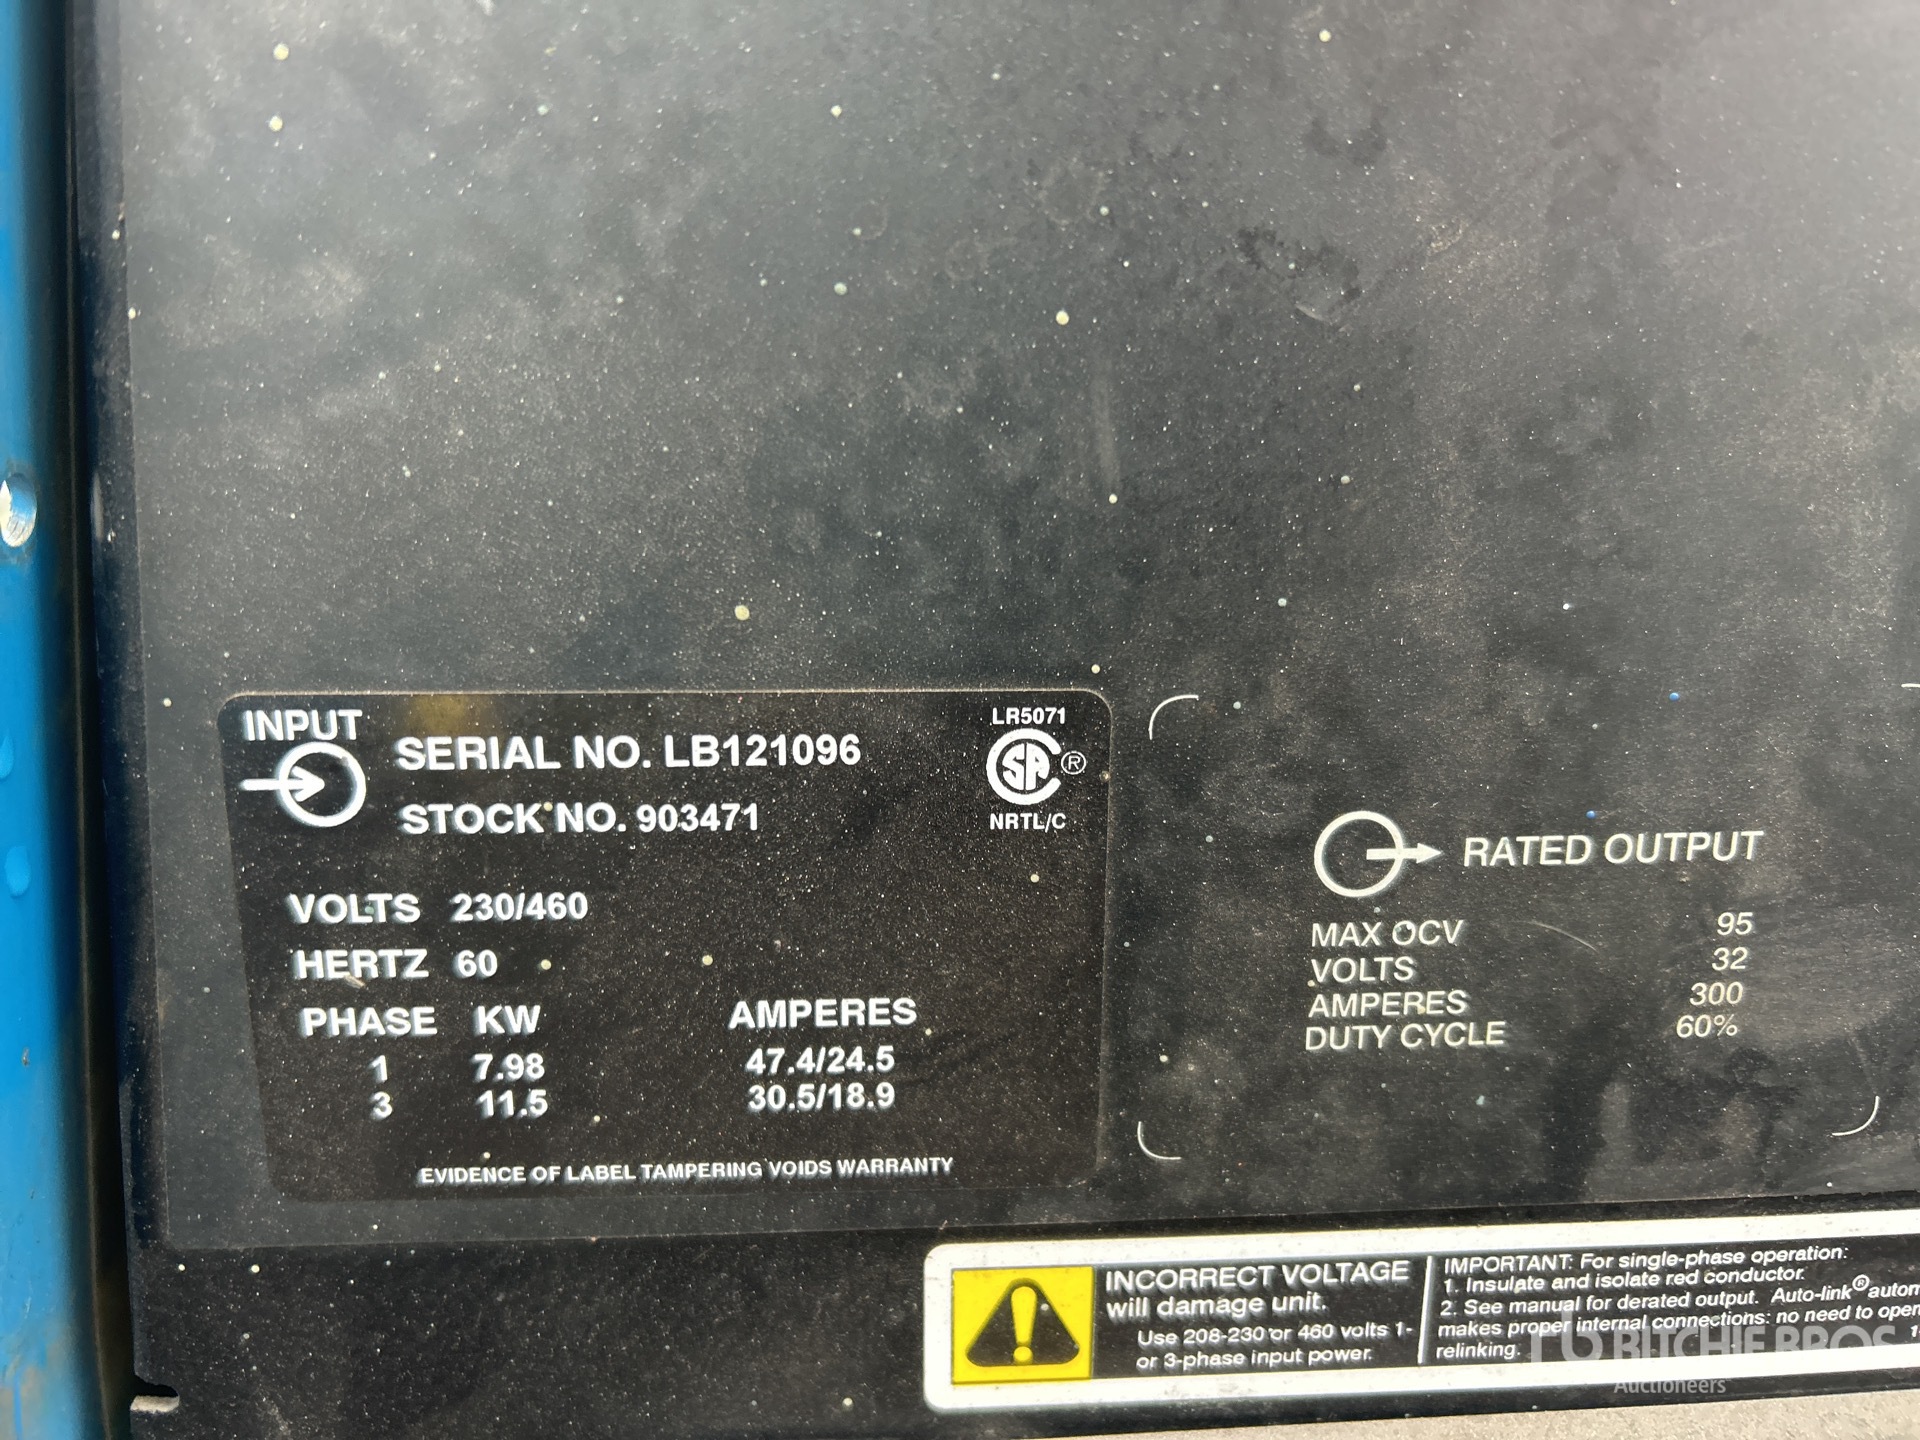 INPUT
SERIAL NO. LB121096
STOCK NO. 903471
LR5071
SA ®
NRTL/C
VOLTS 230/460
HERTZ 60
PHASE KW AMPERES
1 7.98 47.4/24.5
3 11.5 30.5/18.9
EVIDENCE OF LABEL TAMPERING VOIDS WARRANTY
RATED OUTPUT
MAX OCV 95
VOLTS 32
AMPERES 300
DUTY CYCLE 60%
INCORRECT VOLTAGE
will damage unit.
Use 208-230 or 460 volts 1-
or 3-phase input power.
IMPORTANT: For single-phase operation:
1. Insulate and isolate red conductor.
2. See manual for derated output. Auto-link® autom
makes proper internal connections: no need to open
relinking.
RITCHIE BROS
Auctioneers